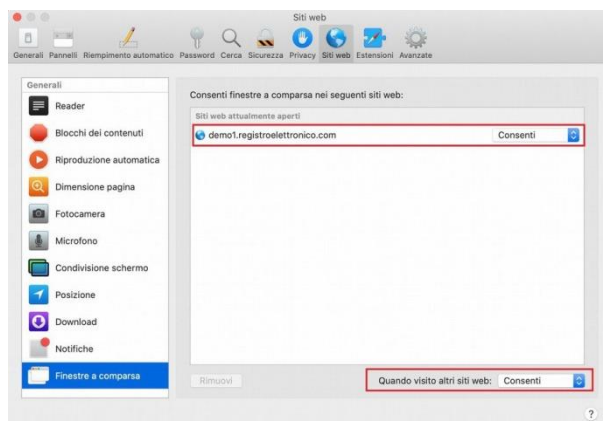 Siti web
Generali Pannelli Riempimento automatico Password Cerca Sicurezza Privacy Siti web Estensioni Avanzate
Generali
Reader
Blocchi dei contenuti
Riproduzione automatica
Dimensione pagina
Fotocamera
Microfono
Condivisione schermo
Posizione
Download
Notifiche
Finestre a comparsa
Consenti finestre a comparsa nei seguenti siti web:
Siti web attualmente aperti
demo1.registroelettronico.com Consenti
Rimuovi
Quando visito altri siti web: Consenti
?